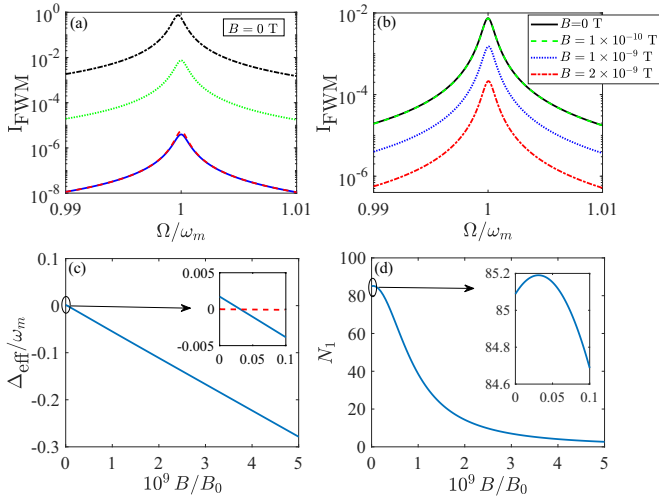 (a)
B = 0 T
I_FWM
10^0
10^-2
10^-4
10^-6
10^-8
0.99
1
1.01
Ω/ω_m
(b)
B=0 T
B = 1 × 10^-10 T
B = 1 × 10^-9 T
B = 2 × 10^-9 T
I_FWM
10^-2
10^-4
10^-6
0.99
1
1.01
Ω/ω_m
(c)
Δ_eff/ω_m
0.1
0
-0.1
-0.2
-0.3
0.005
0
-0.005
0
0.1
0
1
2
3
4
5
10^9 B/B_0
(d)
N_1
100
80
60
40
20
0
85.2
85
84.8
84.6
0
0.05
0.1
0
1
2
3
4
5
10^9 B/B_0